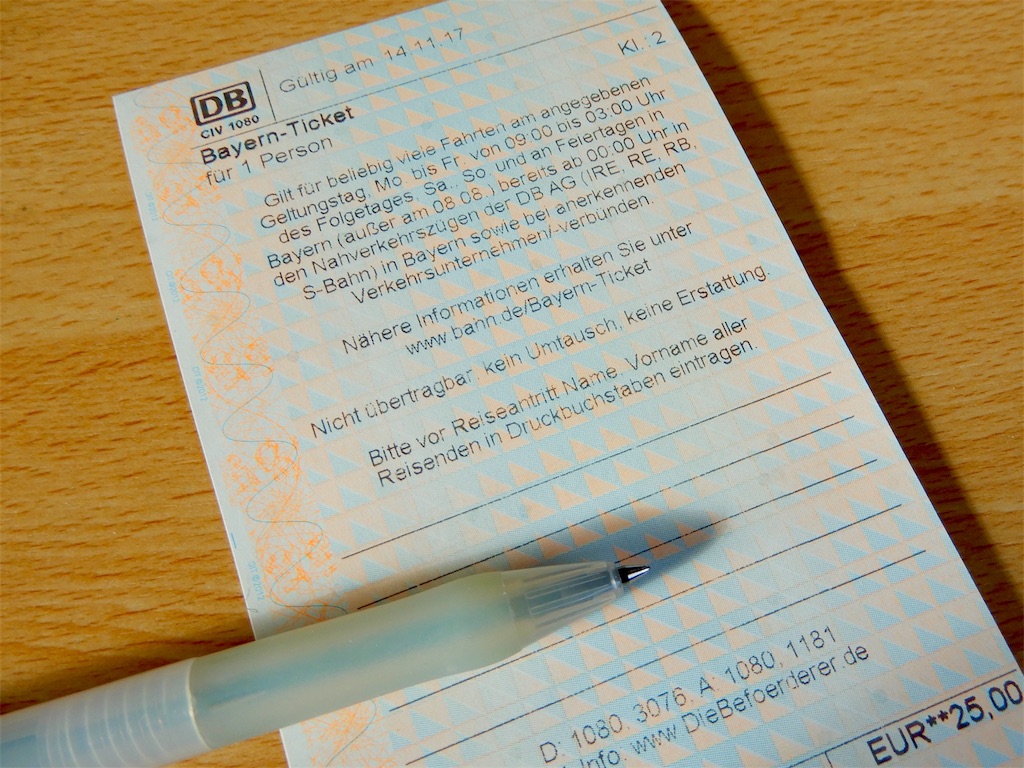 DB
CIV 1080
Gültig am 14.11.17
Kl.: 2
Bayern-Ticket
für 1 Person
Gilt für beliebig viele Fahrten am angegebenen
Geltungstag, Mo. bis Fr. von 09:00 bis 03:00 Uhr
des Folgetages, Sa., So. und an Feiertagen in
Bayern (außer am 08.08.) bereits ab 00:00 Uhr in
den Nahverkehrszügen der DB AG (IRE, RE, RB,
S-Bahn) in Bayern sowie bei anerkennenden
Verkehrsunternehmen/-verbünden.
Nähere Informationen erhalten Sie unter
www.bahn.de/Bayern-Ticket
Nicht übertragbar, kein Umtausch, keine Erstattung.
Bitte vor Reiseantritt Name, Vorname aller
Reisenden in Druckbuchstaben eintragen.
D: 1080, 3076, A: 1080, 1181
Info: www.DieBefoerderer.de
EUR**25,00